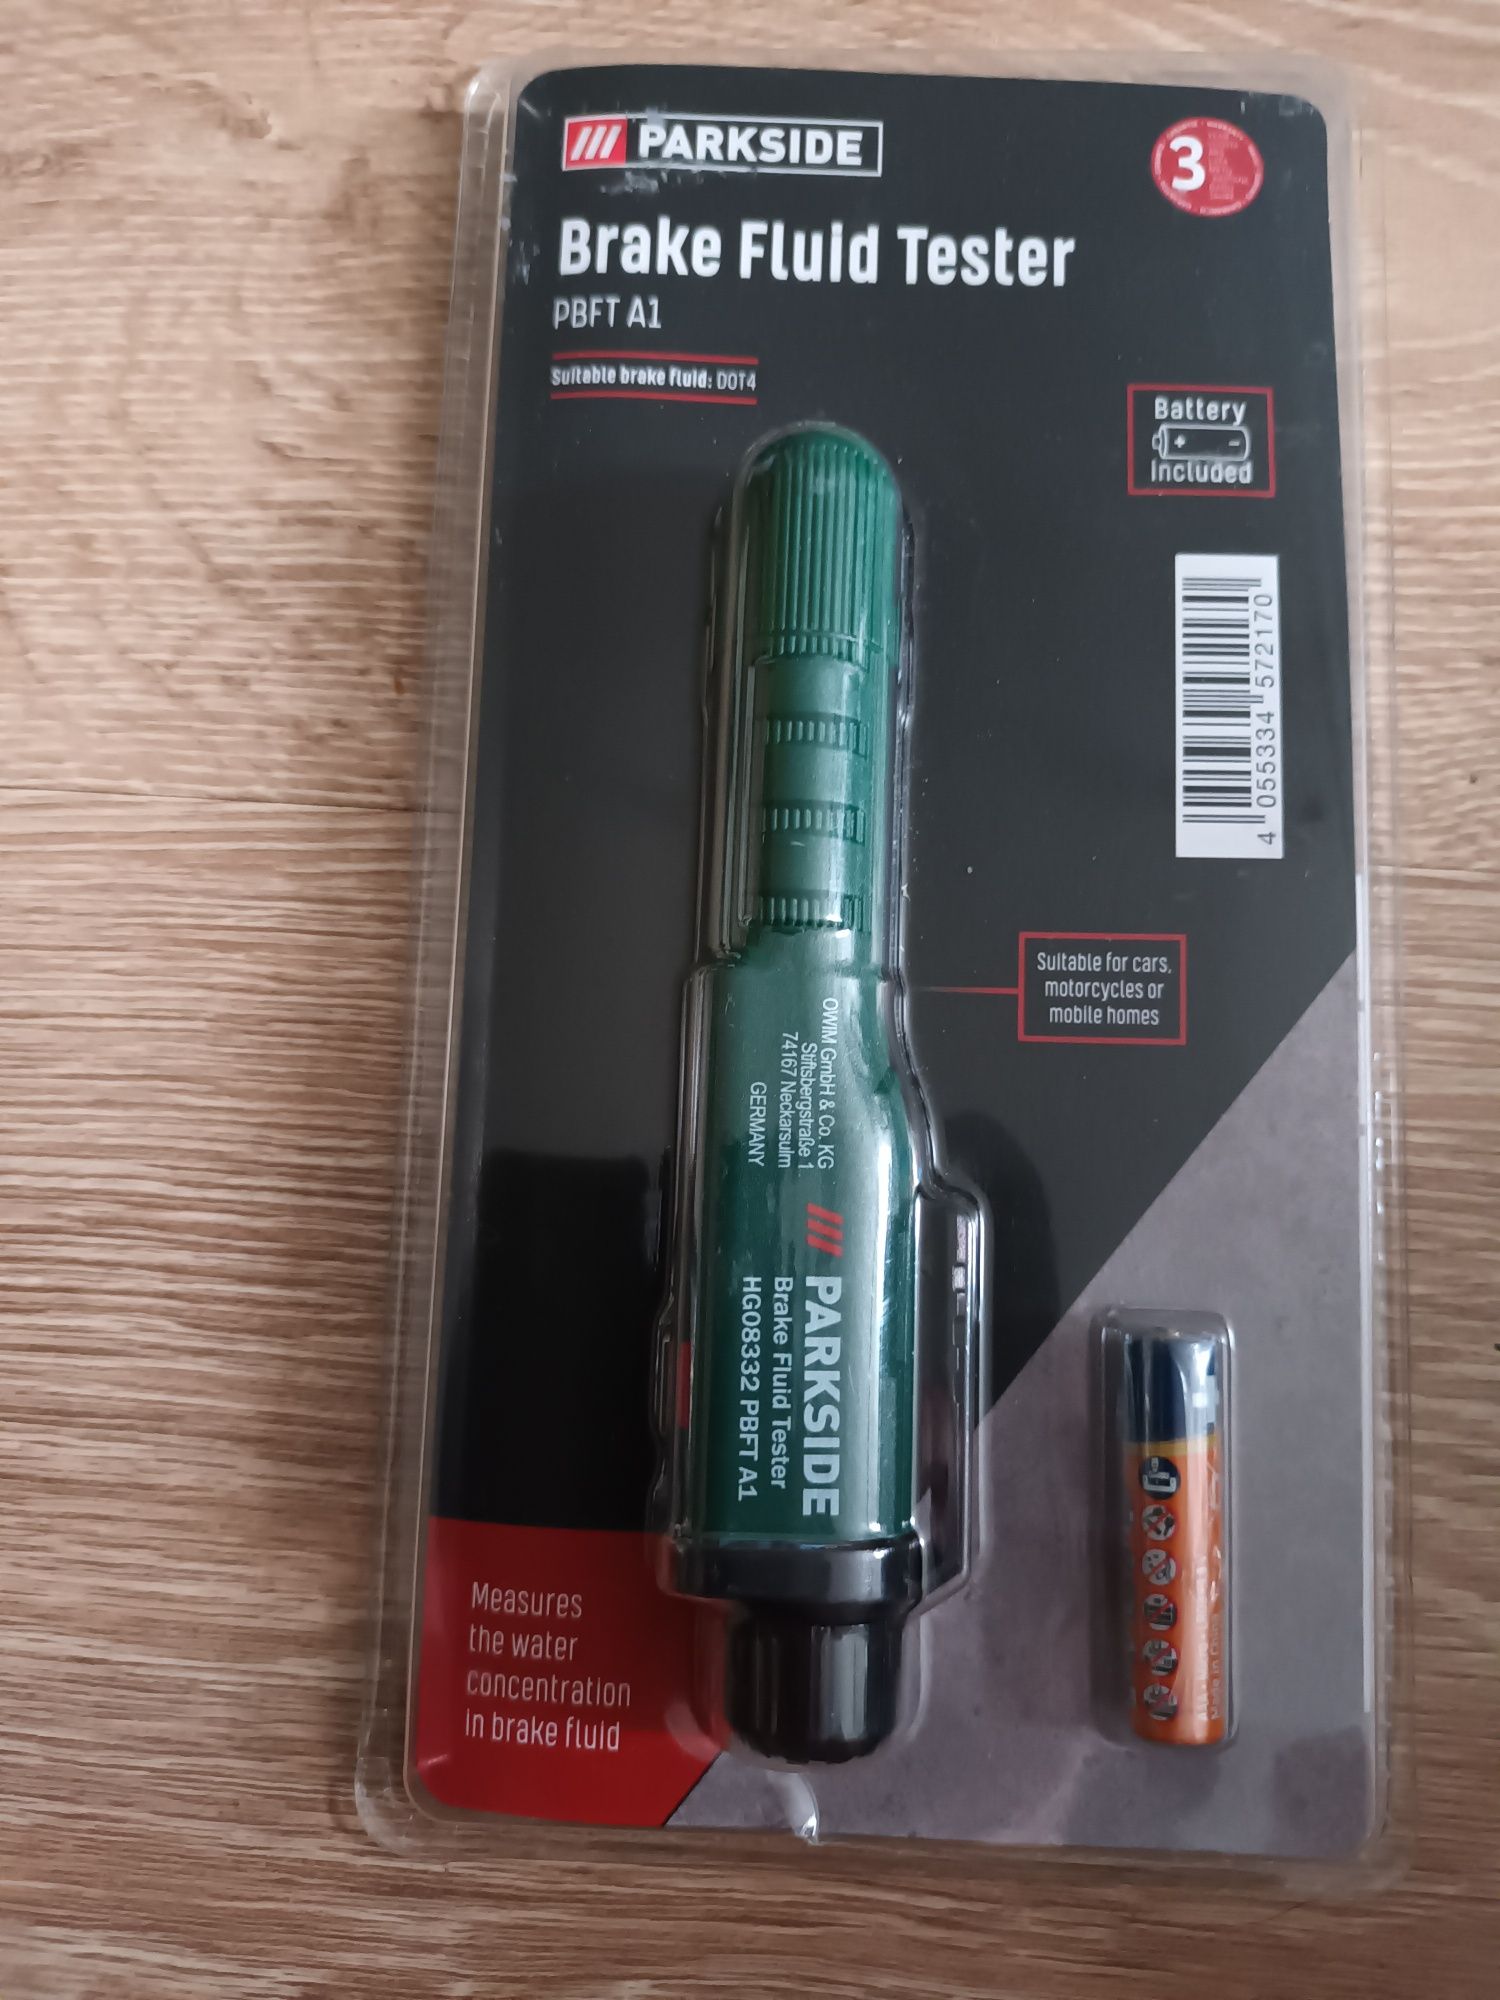 PARKSIDE
3
Brake Fluid Tester
PBFT A1
Suitable brake fluid: DOT4
Battery
+ -
included
4 055334 572170
Suitable for cars,
motorcycles or
mobile homes
OWIM GmbH & Co. KG
Stiftsbergstraße 1
74167 Neckarsulm
GERMANY
PARKSIDE
Brake Fluid Tester
HG08332 PBFT A1
Measures
the water
concentration
in brake fluid